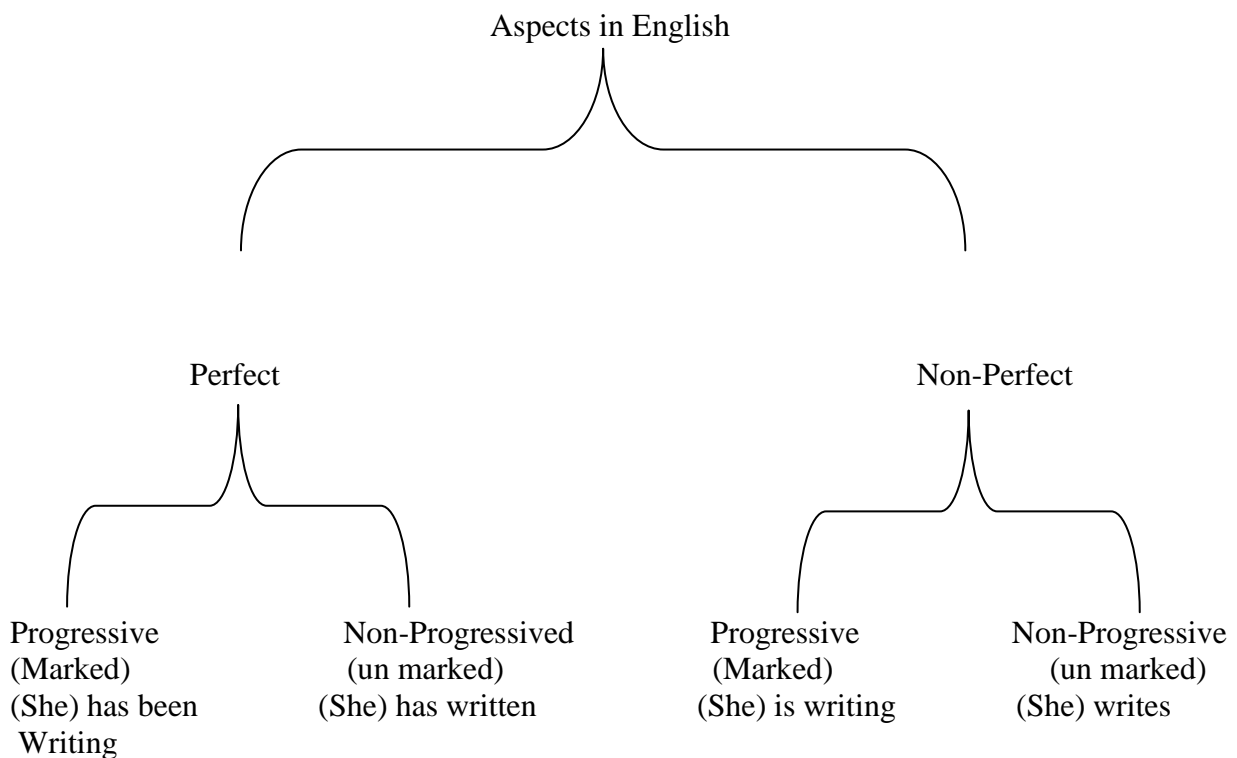 Aspects in English
Perfect
Non-Perfect
Progressive
(Marked)
(She) has been
Writing
Non-Progressived
(un marked)
(She) has written
Progressive
(Marked)
(She) is writing
Non-Progressive
(un marked)
(She) writes